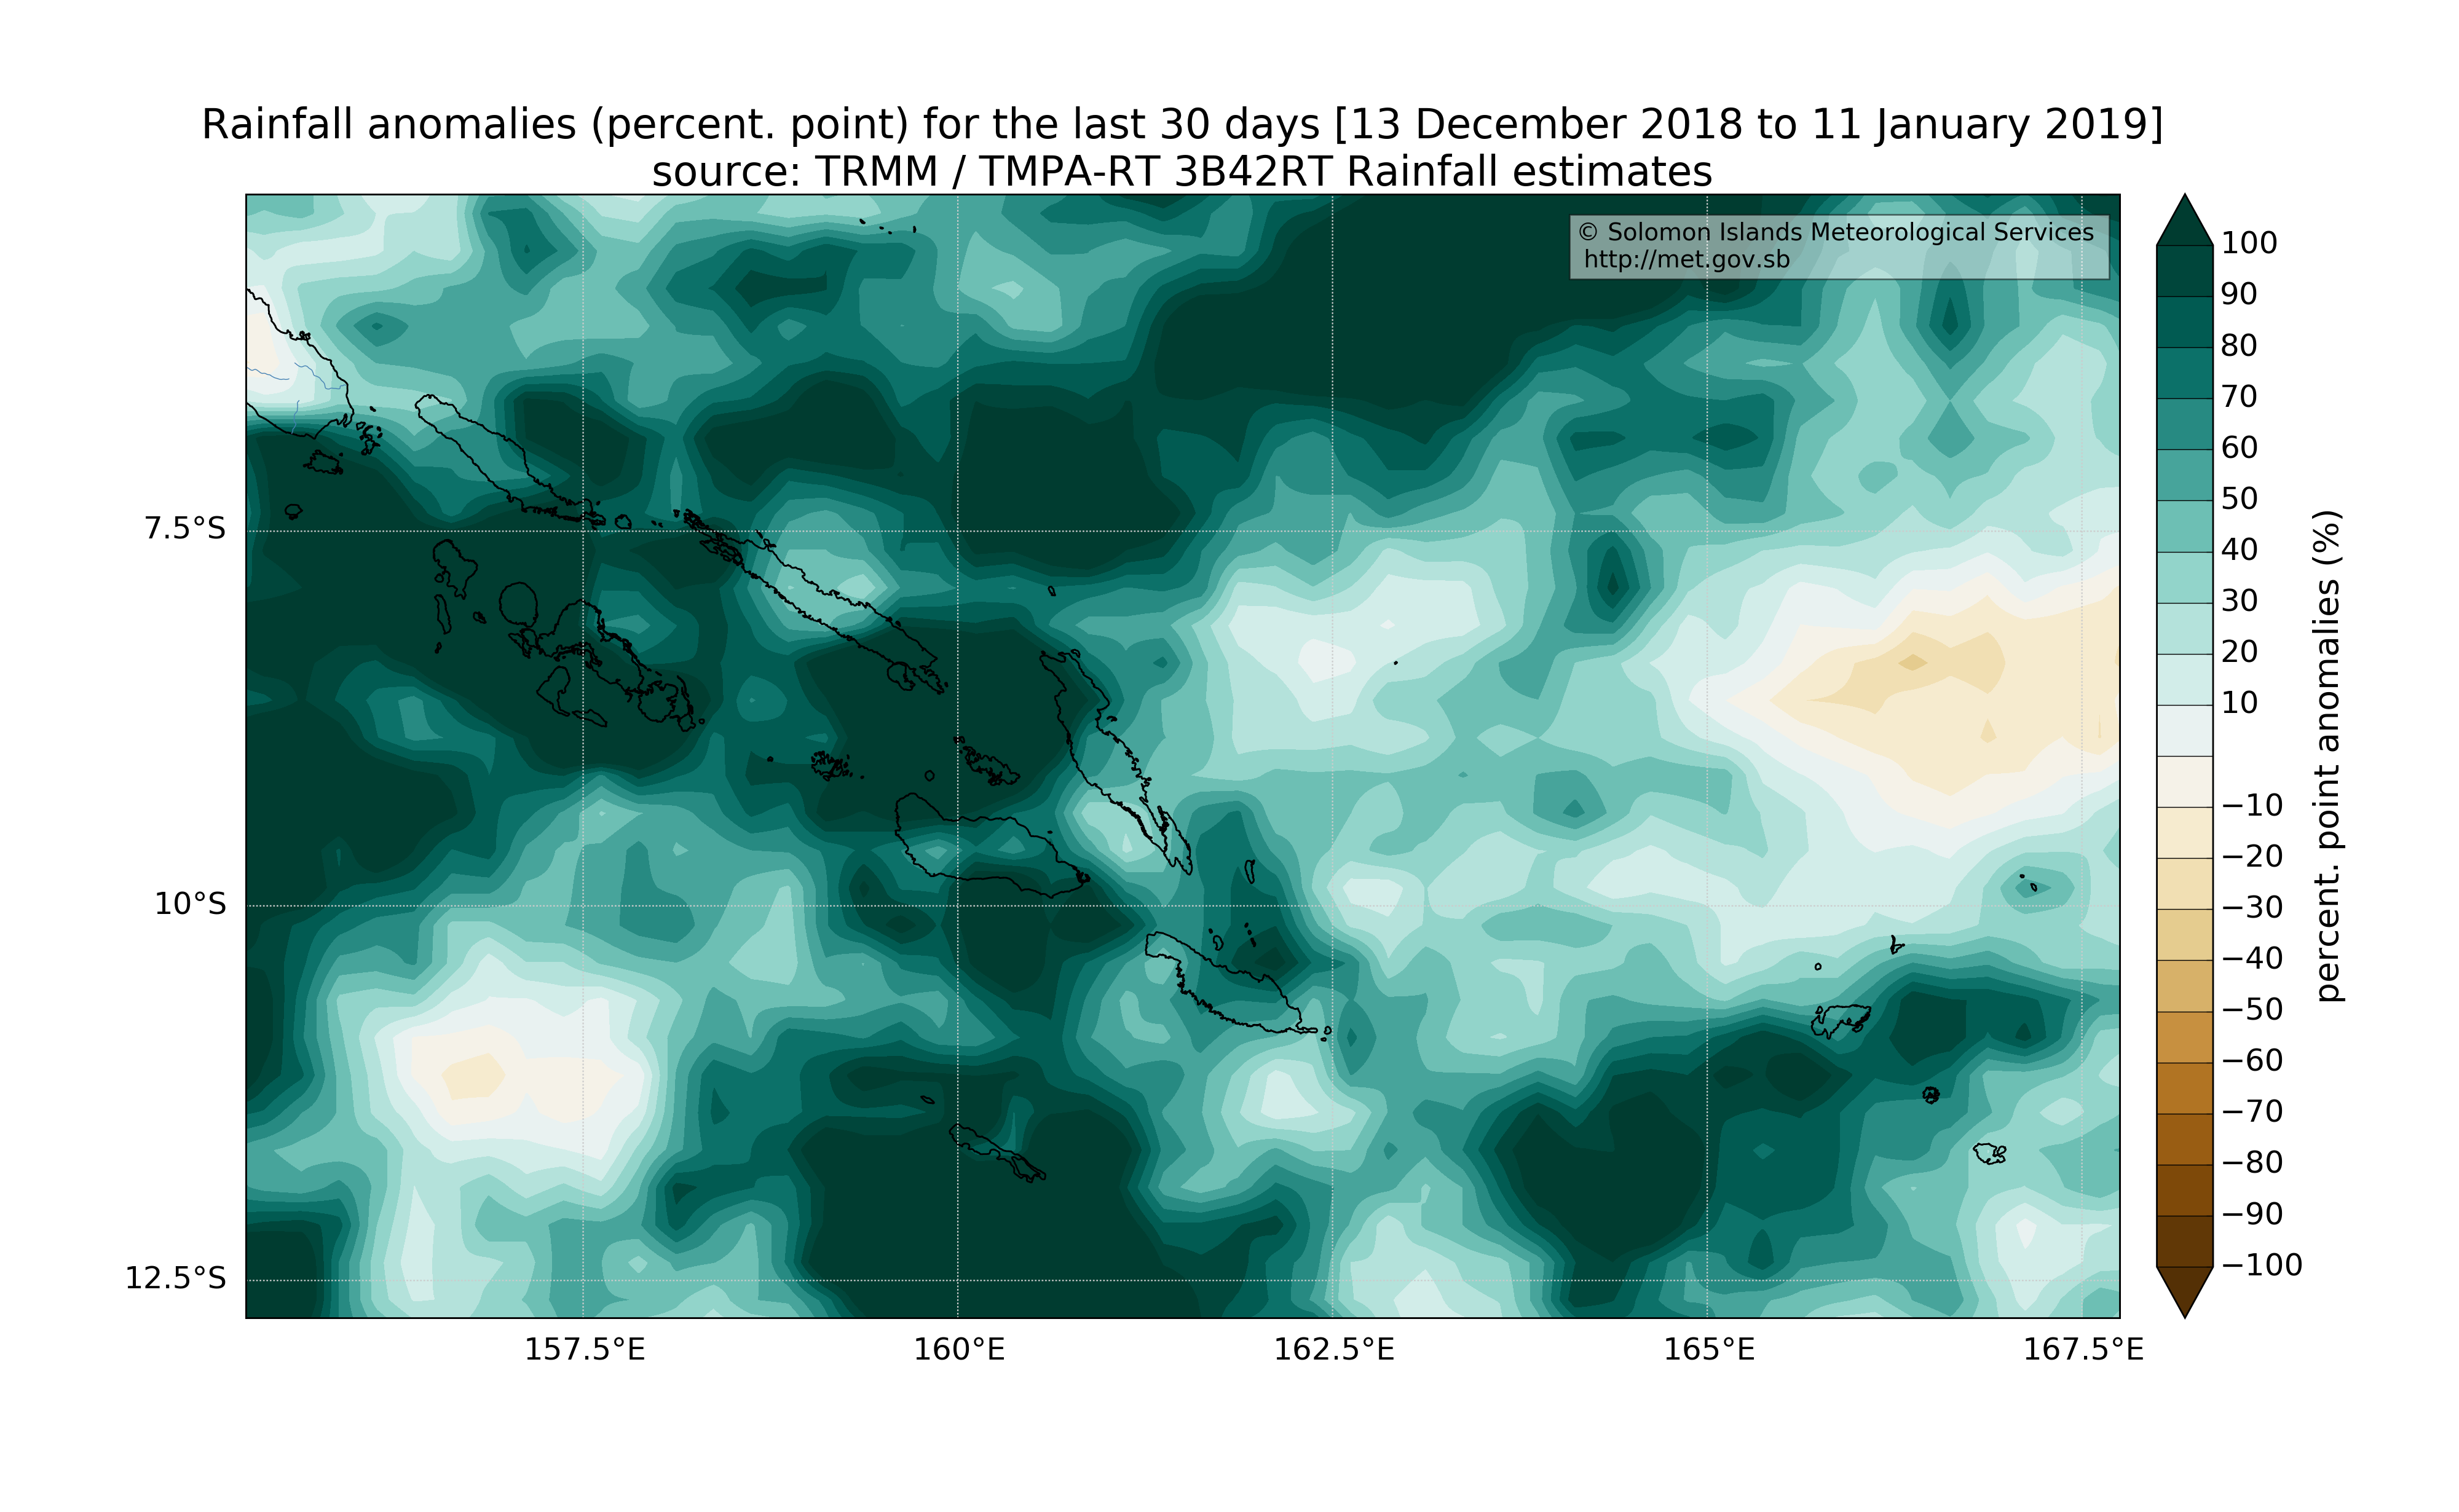 Rainfall anomalies (percent. point) for the last 30 days [13 December 2018 to 11 January 2019]
source: TRMM / TMPA-RT 3B42RT Rainfall estimates
© Solomon Islands Meteorological Services
http://met.gov.sb
7.5°S
10°S
12.5°S
157.5°E
160°E
162.5°E
165°E
167.5°E
100
90
80
70
60
50
40
30
20
10
−10
−20
−30
−40
−50
−60
−70
−80
−90
−100
percent. point anomalies (%)